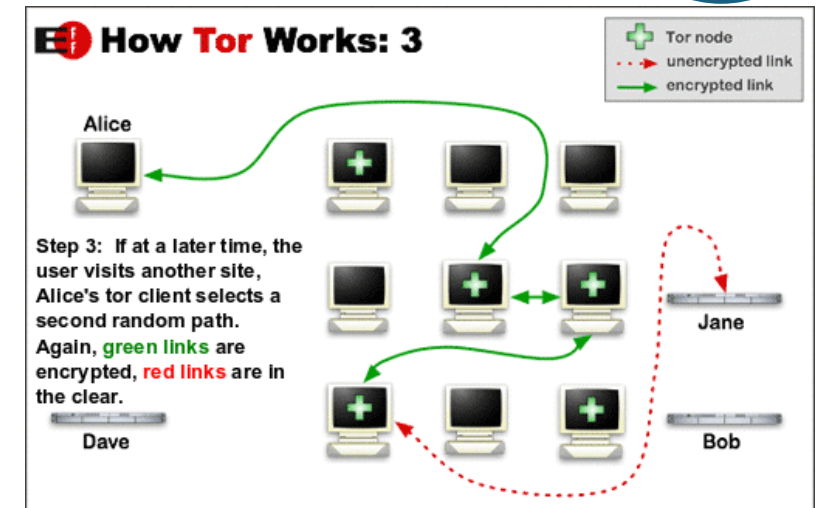 EFF How Tor Works: 3
Tor node
unencrypted link
encrypted link
Alice
Step 3: If at a later time, the
user visits another site,
Alice's tor client selects a
second random path.
Again, green links are
encrypted, red links are in
the clear.
Jane
Dave
Bob